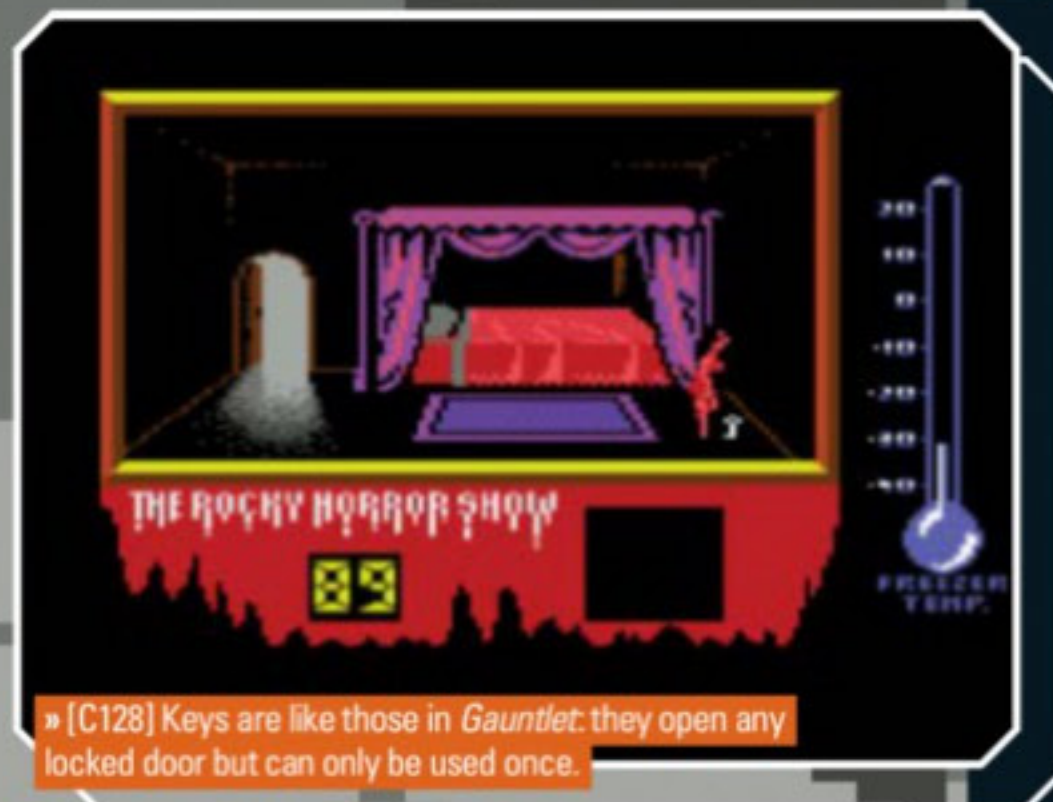 20
10
0
-10
-20
-30
-40
THE ROCKY HORROR SHOW
89
FREEZER
TEMP.
» [C128] Keys are like those in Gauntlet: they open any
locked door but can only be used once.